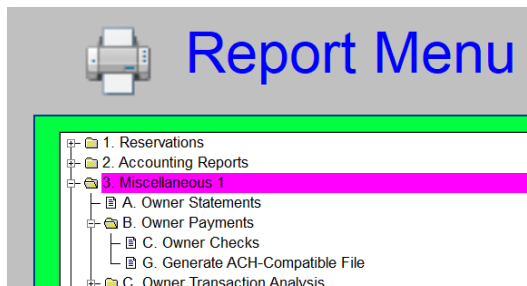 Report Menu
1. Reservations
2. Accounting Reports
3. Miscellaneous 1
A. Owner Statements
B. Owner Payments
C. Owner Checks
G. Generate ACH-Compatible File
C. Owner Transaction Analysis